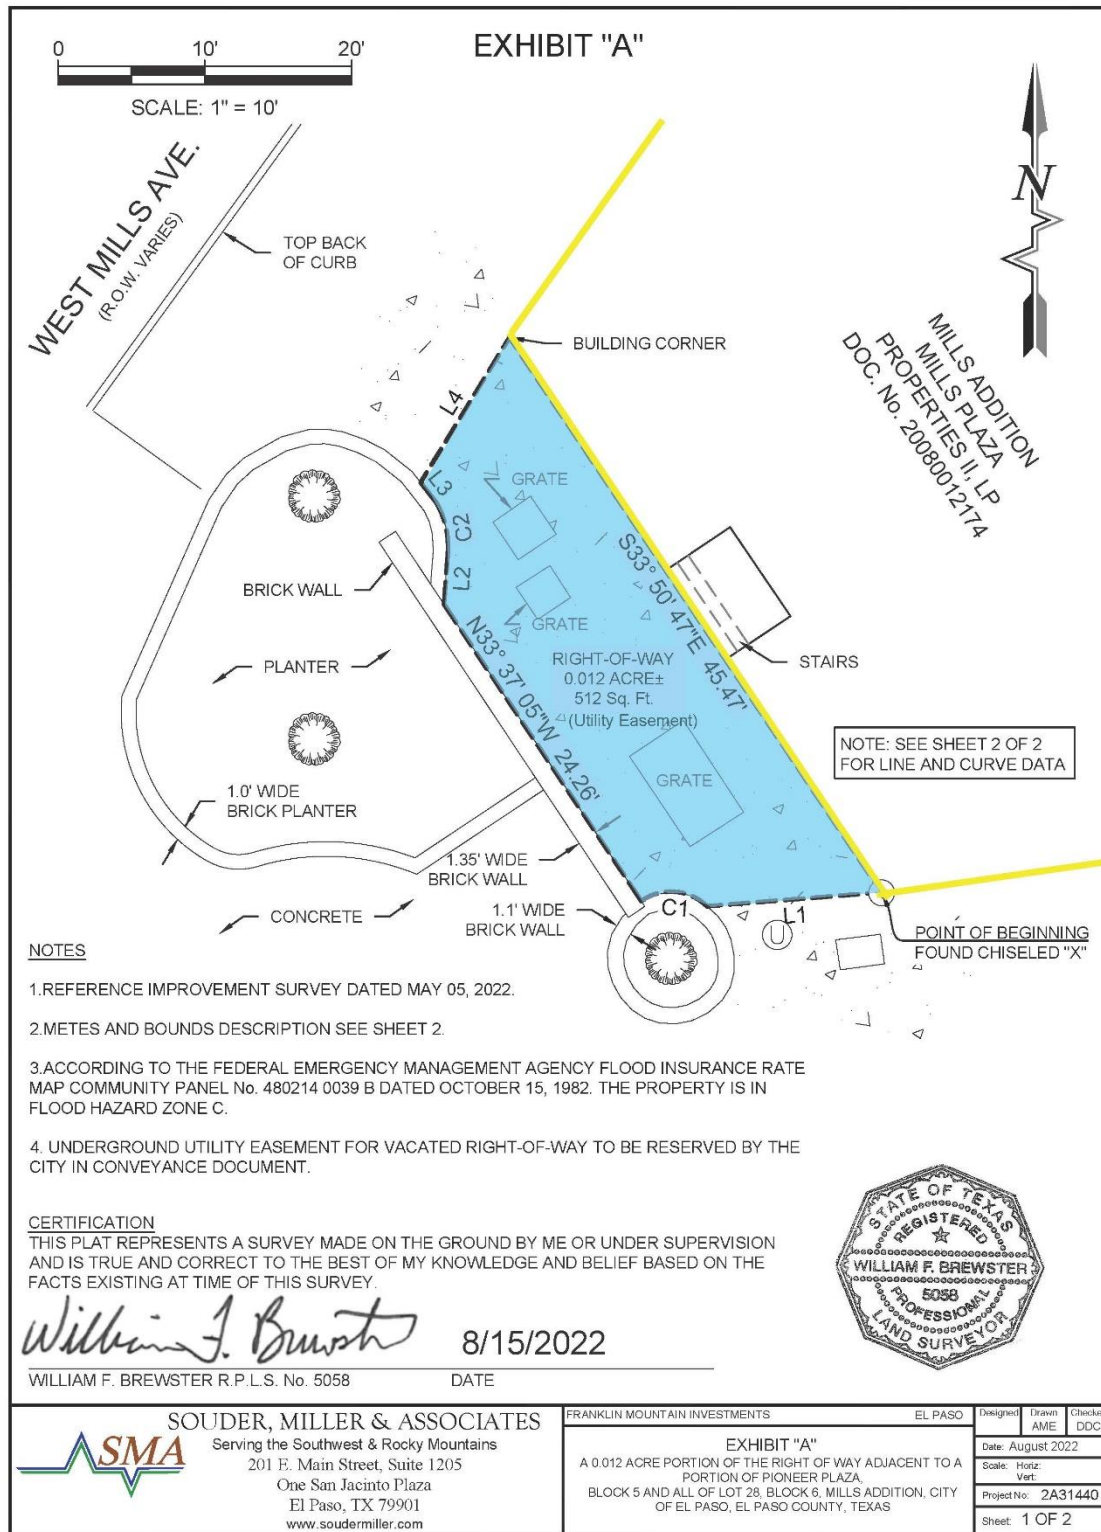 EXHIBIT "A"
0 10' 20'
SCALE: 1" = 10'
WEST MILLS AVE.
(R.O.W. VARIES)
TOP BACK
OF CURB
N
BUILDING CORNER
MILLS ADDITION
MILLS PLAZA
PROPERTIES II, LP
DOC. No. 20080012174
L4
L3
GRATE
C2
S33° 50' 47"E 45.47'
BRICK WALL
L2
GRATE
N33° 37' 05"W 24.26'
RIGHT-OF-WAY
0.012 ACRE±
512 Sq. Ft.
(Utility Easement)
STAIRS
PLANTER
NOTE: SEE SHEET 2 OF 2
FOR LINE AND CURVE DATA
GRATE
1.0' WIDE
BRICK PLANTER
1.35' WIDE
BRICK WALL
1.1' WIDE
BRICK WALL
C1
L1
U
CONCRETE
POINT OF BEGINNING
FOUND CHISELED "X"
NOTES
1.REFERENCE IMPROVEMENT SURVEY DATED MAY 05, 2022.
2.METES AND BOUNDS DESCRIPTION SEE SHEET 2.
3.ACCORDING TO THE FEDERAL EMERGENCY MANAGEMENT AGENCY FLOOD INSURANCE RATE
MAP COMMUNITY PANEL No. 480214 0039 B DATED OCTOBER 15, 1982. THE PROPERTY IS IN
FLOOD HAZARD ZONE C.
4. UNDERGROUND UTILITY EASEMENT FOR VACATED RIGHT-OF-WAY TO BE RESERVED BY THE
CITY IN CONVEYANCE DOCUMENT.
CERTIFICATION
THIS PLAT REPRESENTS A SURVEY MADE ON THE GROUND BY ME OR UNDER SUPERVISION
AND IS TRUE AND CORRECT TO THE BEST OF MY KNOWLEDGE AND BELIEF BASED ON THE
FACTS EXISTING AT TIME OF THIS SURVEY.
William F. Brewster 8/15/2022
WILLIAM F. BREWSTER R.P.L.S. No. 5058 DATE
STATE OF TEXAS
REGISTERED
WILLIAM F. BREWSTER
5058
PROFESSIONAL
LAND SURVEYOR
SMA
SOUDER, MILLER & ASSOCIATES
Serving the Southwest & Rocky Mountains
201 E. Main Street, Suite 1205
One San Jacinto Plaza
El Paso, TX 79901
www.soudermiller.com
FRANKLIN MOUNTAIN INVESTMENTS EL PASO
EXHIBIT "A"
A 0.012 ACRE PORTION OF THE RIGHT OF WAY ADJACENT TO A
PORTION OF PIONEER PLAZA,
BLOCK 5 AND ALL OF LOT 28, BLOCK 6, MILLS ADDITION, CITY
OF EL PASO, EL PASO COUNTY, TEXAS
Designed Drawn Checke
AME DDC
Date: August 2022
Scale: Horiz:
Vert:
Project No: 2A31440
Sheet: 1 OF 2